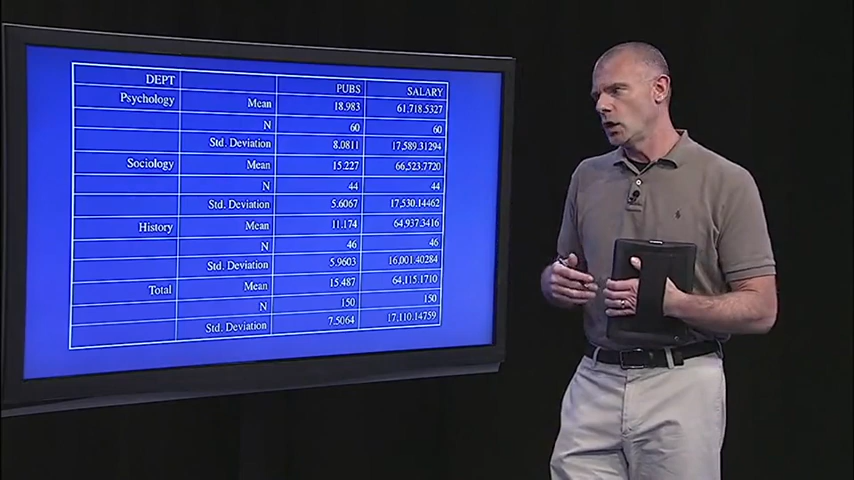 DEPT PUBS SALARY
Psychology Mean 18.983 61,718.5327
N 60 60
Std. Deviation 8.0811 17,589.31294
Sociology Mean 15.227 66,523.7720
N 44 44
Std. Deviation 5.6067 17,530.14462
History Mean 11.174 64,937.3416
N 46 46
Std. Deviation 5.9603 16,001.40284
Total Mean 15.487 64,115.1710
N 150 150
Std. Deviation 7.5064 17,110.14759